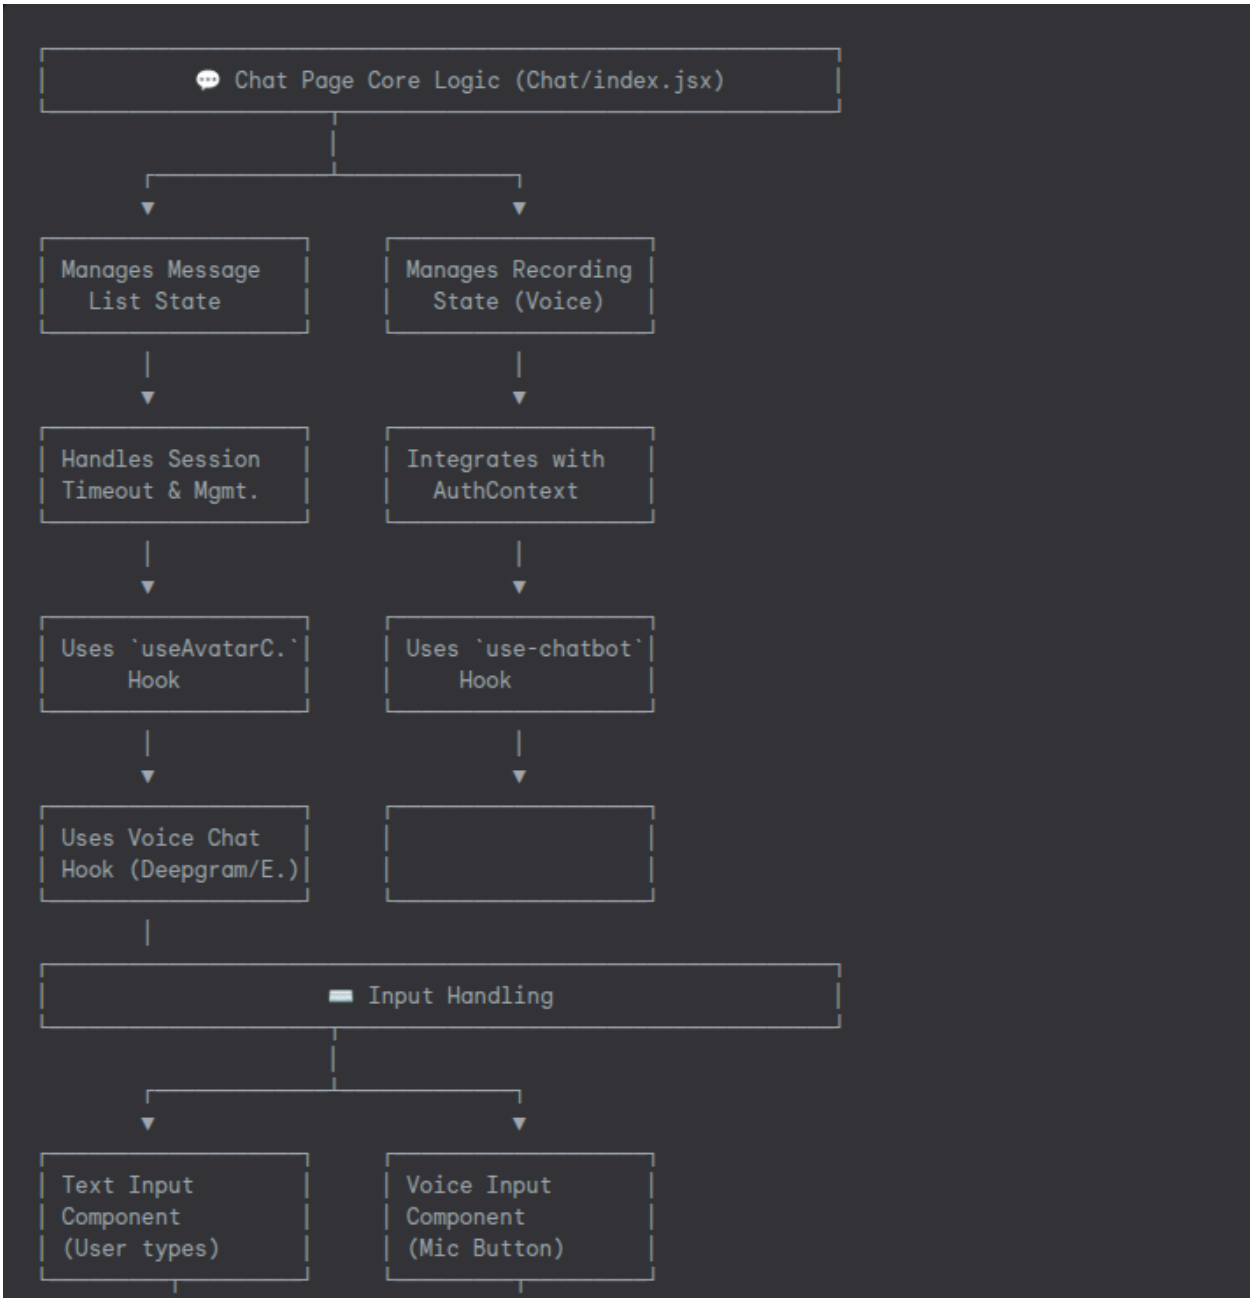 💬 Chat Page Core Logic (Chat/index.jsx)
Manages Message
List State
Manages Recording
State (Voice)
Handles Session
Timeout & Mgmt.
Integrates with
AuthContext
Uses `useAvatarC.`
Hook
Uses `use-chatbot`
Hook
Uses Voice Chat
Hook (Deepgram/E.)
⌨️ Input Handling
Text Input
Component
(User types)
Voice Input
Component
(Mic Button)